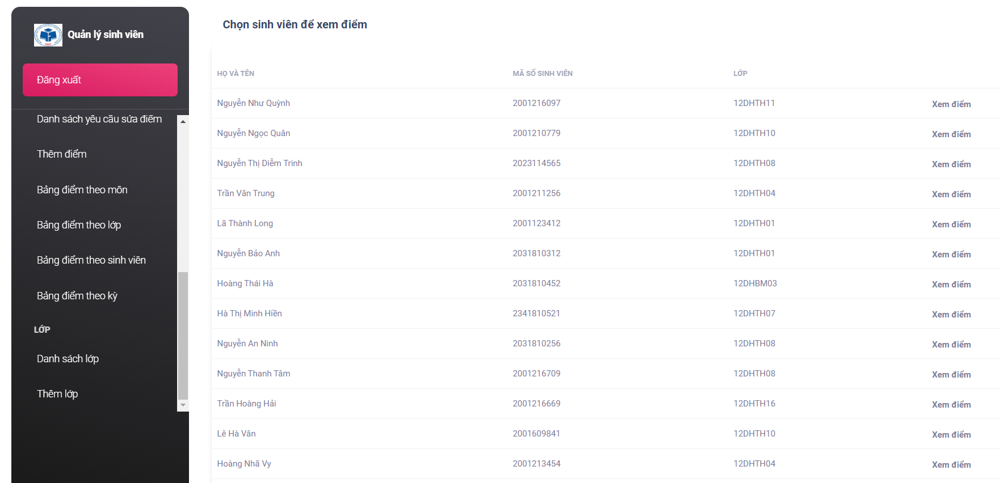 Quản lý sinh viên
Đăng xuất
Danh sách yêu cầu sửa điểm
Thêm điểm
Bảng điểm theo môn
Bảng điểm theo lớp
Bảng điểm theo sinh viên
Bảng điểm theo kỳ
LỚP
Danh sách lớp
Thêm lớp
Chọn sinh viên để xem điểm
HỌ VÀ TÊN MÃ SỐ SINH VIÊN LỚP
Nguyễn Như Quỳnh 2001216097 12DHTH11 Xem điểm
Nguyễn Ngọc Quân 2001210779 12DHTH10 Xem điểm
Nguyễn Thị Diễm Trinh 2023114565 12DHTH08 Xem điểm
Trần Văn Trung 2001211256 12DHTH04 Xem điểm
Lã Thành Long 2001123412 12DHTH01 Xem điểm
Nguyễn Bảo Anh 2031810312 12DHTH01 Xem điểm
Hoàng Thái Hà 2031810452 12DHBM03 Xem điểm
Hà Thị Minh Hiền 2341810521 12DHTH07 Xem điểm
Nguyễn An Ninh 2031810256 12DHTH08 Xem điểm
Nguyễn Thanh Tâm 2001216709 12DHTH08 Xem điểm
Trần Hoàng Hải 2001216669 12DHTH16 Xem điểm
Lê Hà Vân 2001609841 12DHTH10 Xem điểm
Hoàng Nhã Vy 2001213454 12DHTH04 Xem điểm